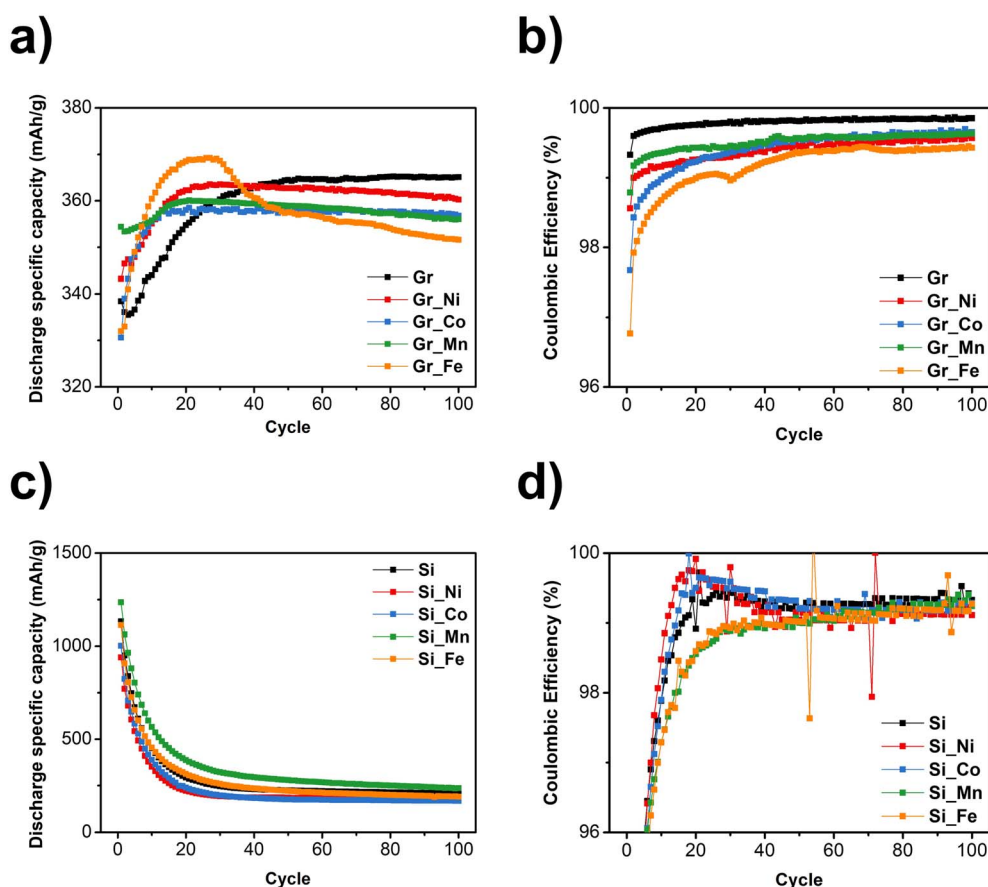 a)
Discharge specific capacity (mAh/g)
380
360
340
320
0
20
40
60
80
100
Cycle
Gr
Gr_Ni
Gr_Co
Gr_Mn
Gr_Fe
b)
Coulombic Efficiency (%)
100
98
96
0
20
40
60
80
100
Cycle
Gr
Gr_Ni
Gr_Co
Gr_Mn
Gr_Fe
c)
Discharge specific capacity (mAh/g)
1500
1000
500
0
0
20
40
60
80
100
Cycle
Si
Si_Ni
Si_Co
Si_Mn
Si_Fe
d)
Coulombic Efficiency (%)
100
98
96
0
20
40
60
80
100
Cycle
Si
Si_Ni
Si_Co
Si_Mn
Si_Fe